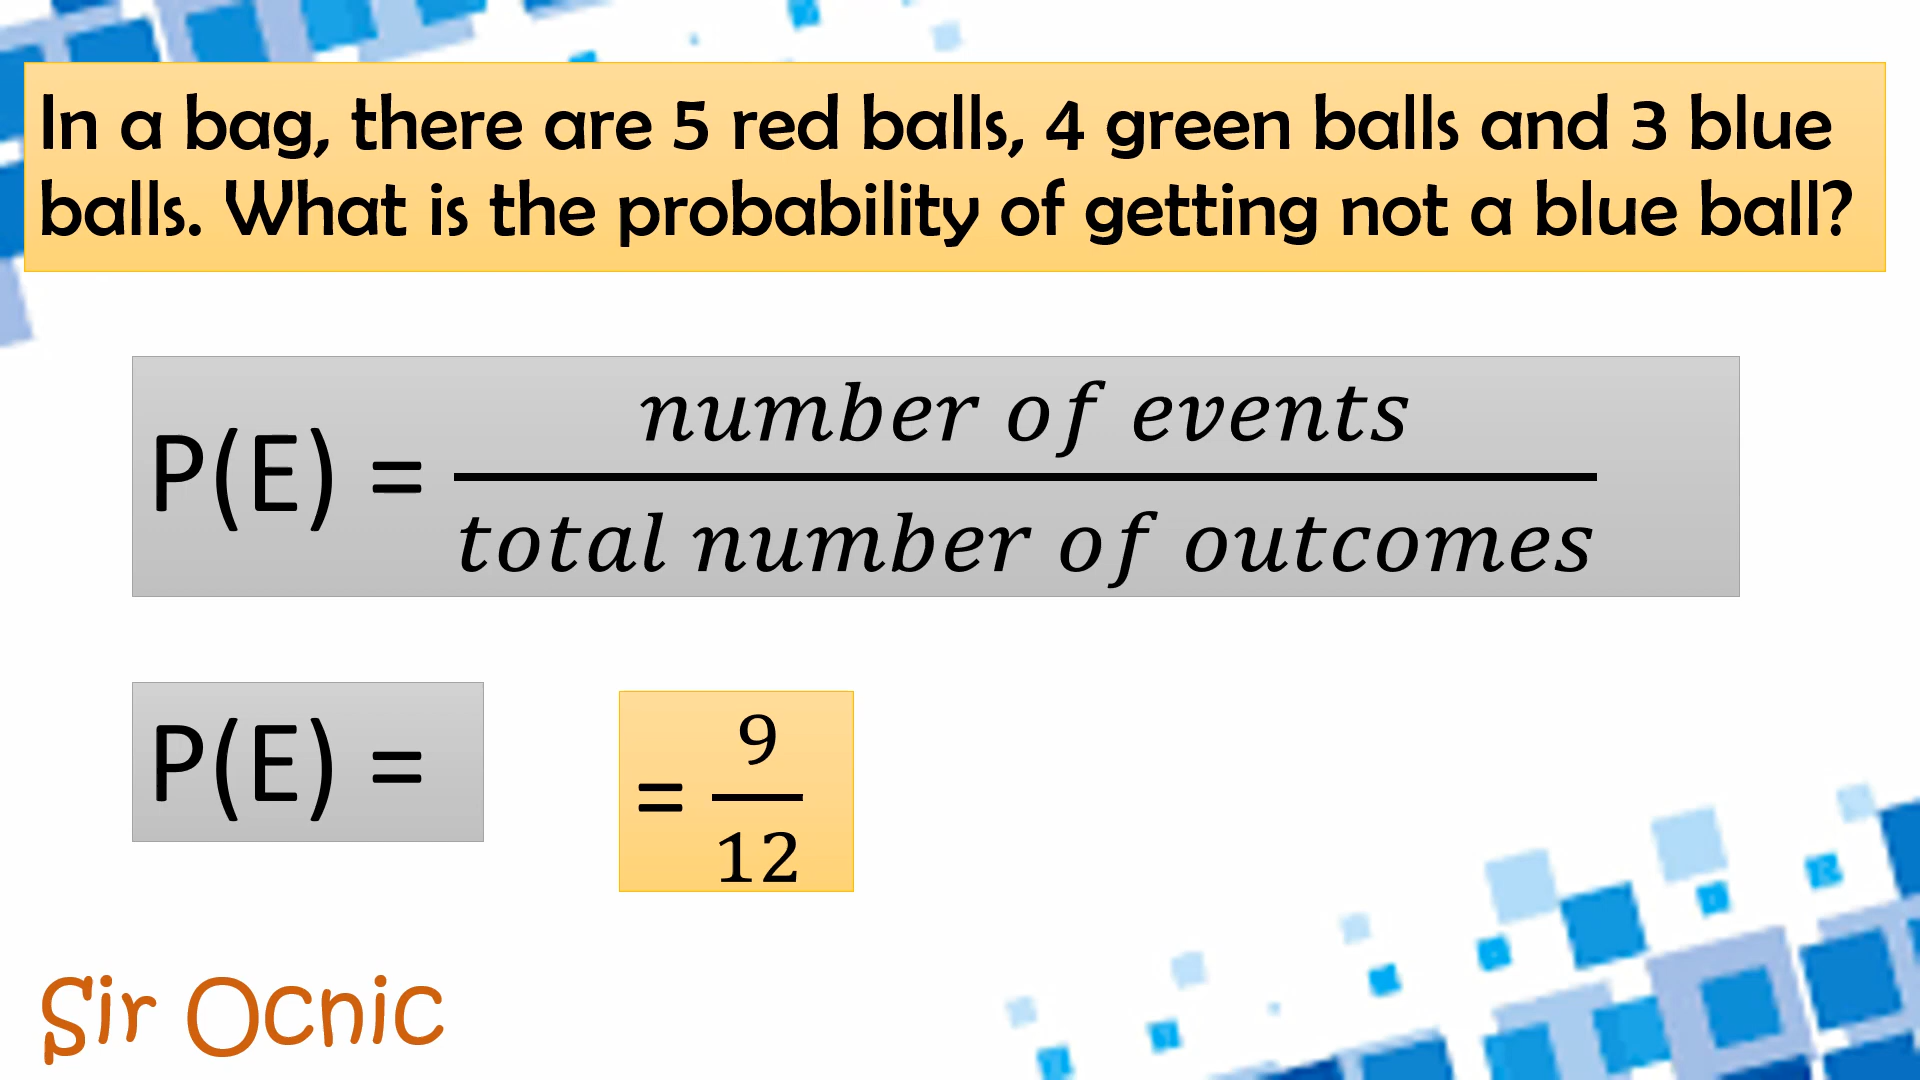 In a bag, there are 5 red balls, 4 green balls and 3 blue
balls. What is the probability of getting not a blue ball?
P(E) = number of events / total number of outcomes
P(E) =
= 9 / 12
Sir Ocnic